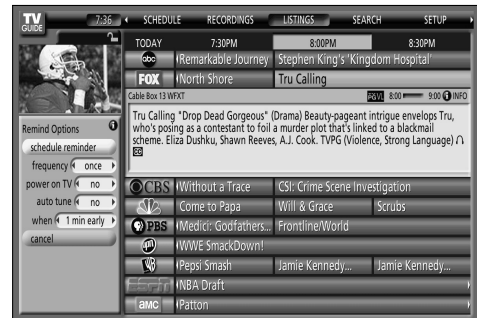 TV GUIDE
7:36 SCHEDULE RECORDINGS LISTINGS SEARCH SETUP
TODAY 7:30PM 8:00PM 8:30PM
abc Remarkable Journey Stephen King's 'Kingdom Hospital'
FOX North Shore Tru Calling
Cable Box 13 WFXT 8:00 9:00 INFO
Tru Calling "Drop Dead Gorgeous" (Drama) Beauty-pageant intrigue envelops Tru,
who's posing as a contestant to foil a murder plot that's linked to a blackmail
scheme. Eliza Dushku, Shawn Reeves, A.J. Cook. TVPG (Violence, Strong Language)
Remind Options
schedule reminder
frequency once
power on TV no
auto tune no
when 1 min early
cancel
CBS Without a Trace CSI: Crime Scene Investigation
Come to Papa Will & Grace Scrubs
PBS Medici: Godfathers... Frontline/World
upn WWE SmackDown!
WB Pepsi Smash Jamie Kennedy... Jamie Kennedy...
ESPN NBA Draft
amc Patton